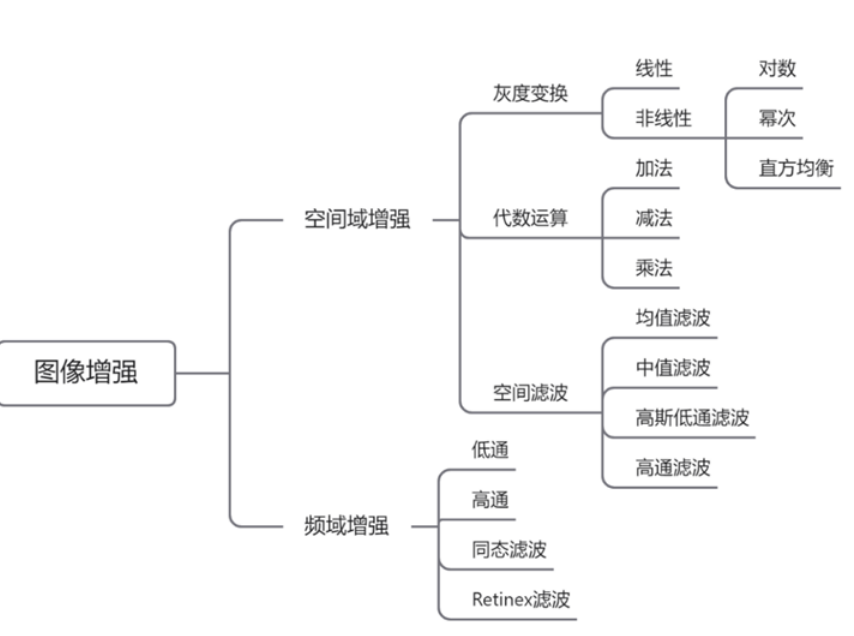 图像增强
空间域增强
灰度变换
线性
非线性
对数
幂次
直方均衡
代数运算
加法
减法
乘法
空间滤波
均值滤波
中值滤波
高斯低通滤波
高通滤波
频域增强
低通
高通
同态滤波
Retinex滤波